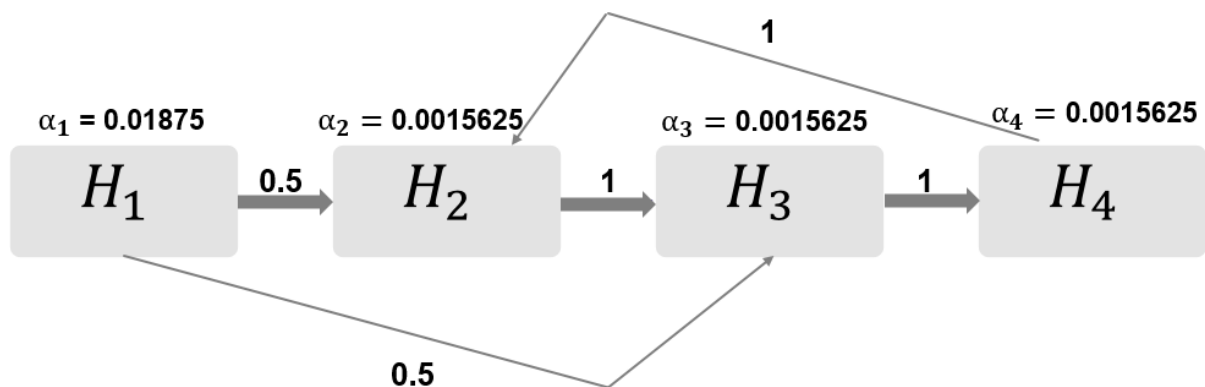 1
α₁ = 0.01875
α₂ = 0.0015625
α₃ = 0.0015625
α₄ = 0.0015625
H₁
0.5
H₂
1
H₃
1
H₄
0.5